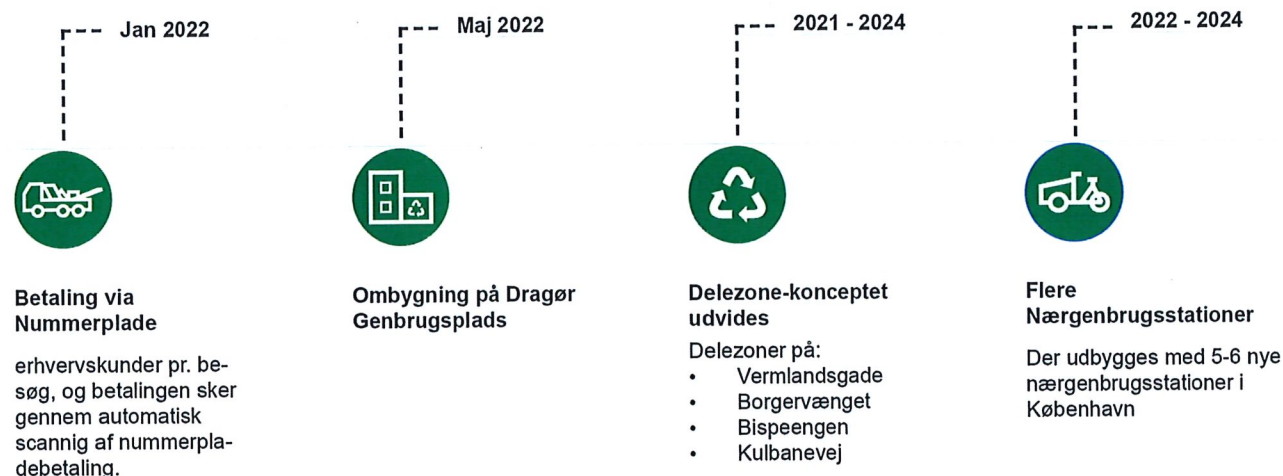 Jan 2022
Betaling via
Nummerplade
erhvervskunder pr. be-
søg, og betalingen sker
gennem automatisk
scannig af nummerpla-
debetaling.
Maj 2022
Ombygning på Dragør
Genbrugsplads
2021 - 2024
Delezone-konceptet
udvides
Delezoner på:
• Vermlandsgade
• Borgervænget
• Bispeengen
• Kulbanevej
2022 - 2024
Flere
Nærgenbrugsstationer
Der udbygges med 5-6 nye
nærgenbrugsstationer i
København